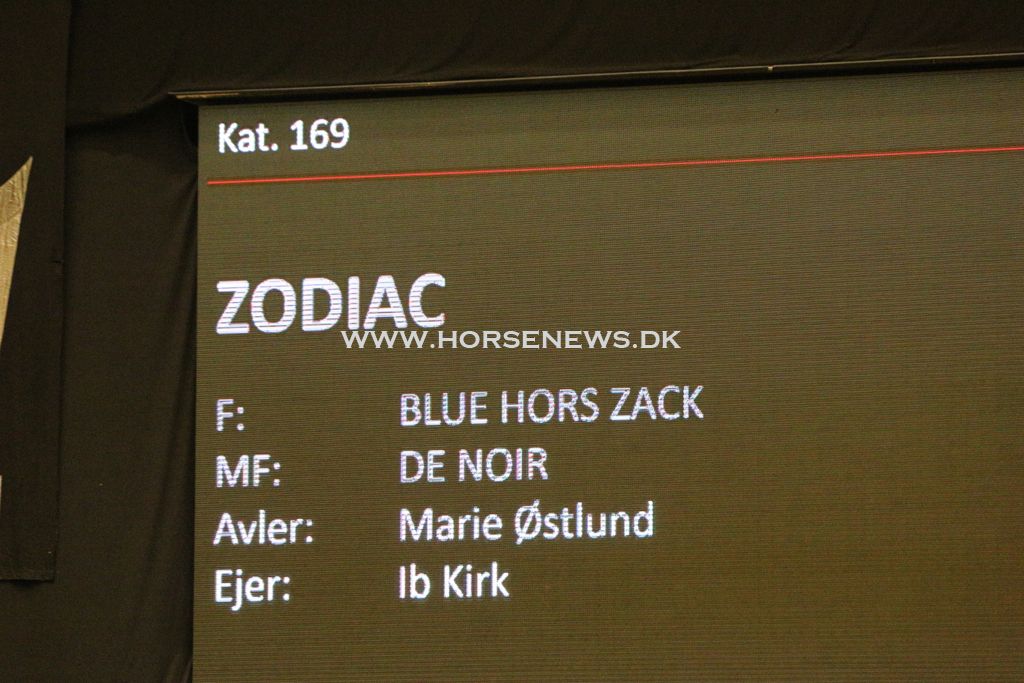 Kat. 169
ZODIAC
WWW.HORSENEWS.DK
F: BLUE HORS ZACK
MF: DE NOIR
Avler: Marie Østlund
Ejer: Ib Kirk